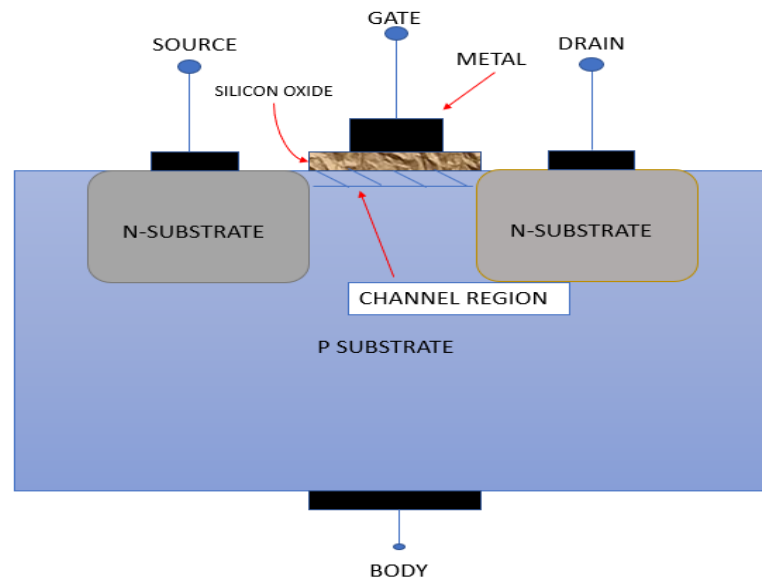 GATE
SOURCE
DRAIN
METAL
SILICON OXIDE
N-SUBSTRATE
N-SUBSTRATE
CHANNEL REGION
P SUBSTRATE
BODY